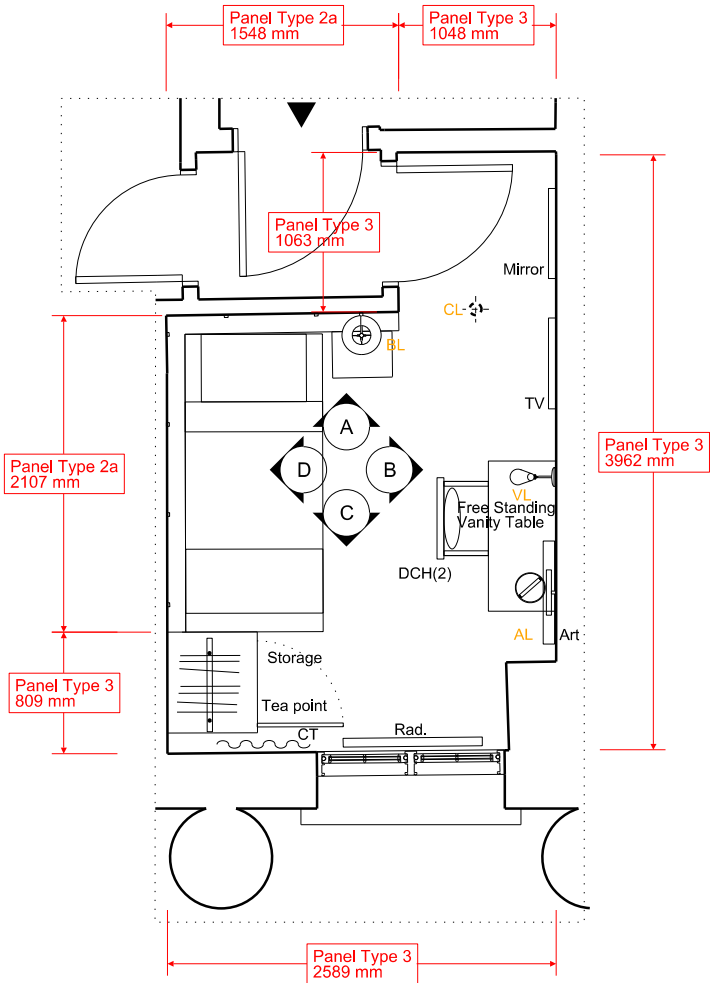 Panel Type 2a
1548 mm
Panel Type 3
1048 mm
Panel Type 3
1063 mm
Mirror
CL
BL
TV
A
D
B
C
Panel Type 2a
2107 mm
Panel Type 3
3962 mm
VL
Free Standing
Vanity Table
DCH(2)
AL
Art
Storage
Panel Type 3
809 mm
Tea point
CT
Rad.
Panel Type 3
2589 mm